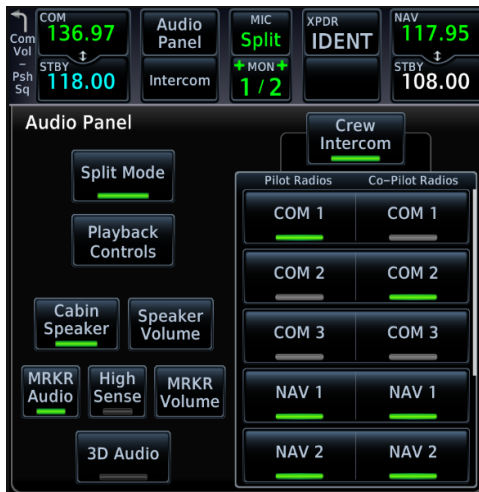 COM
136.97
STBY
118.00
Com
Vol
–
Psh
Sq
Audio
Panel
Intercom
MIC
Split
+MON+
1 / 2
XPDR
IDENT
NAV
117.95
STBY
108.00
Audio Panel
Crew
Intercom
Split Mode
Playback
Controls
Cabin
Speaker
Speaker
Volume
MRKR
Audio
High
Sense
MRKR
Volume
3D Audio
Pilot Radios Co-Pilot Radios
COM 1 COM 1
COM 2 COM 2
COM 3 COM 3
NAV 1 NAV 1
NAV 2 NAV 2